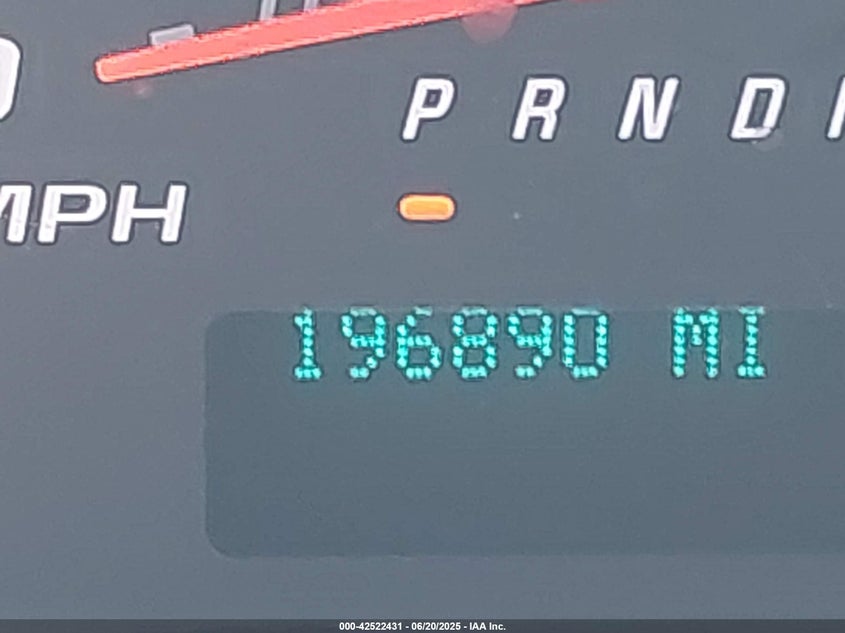 P R N D
MPH
196890 MI
000-42522431 - 06/20/2025 - IAA Inc.